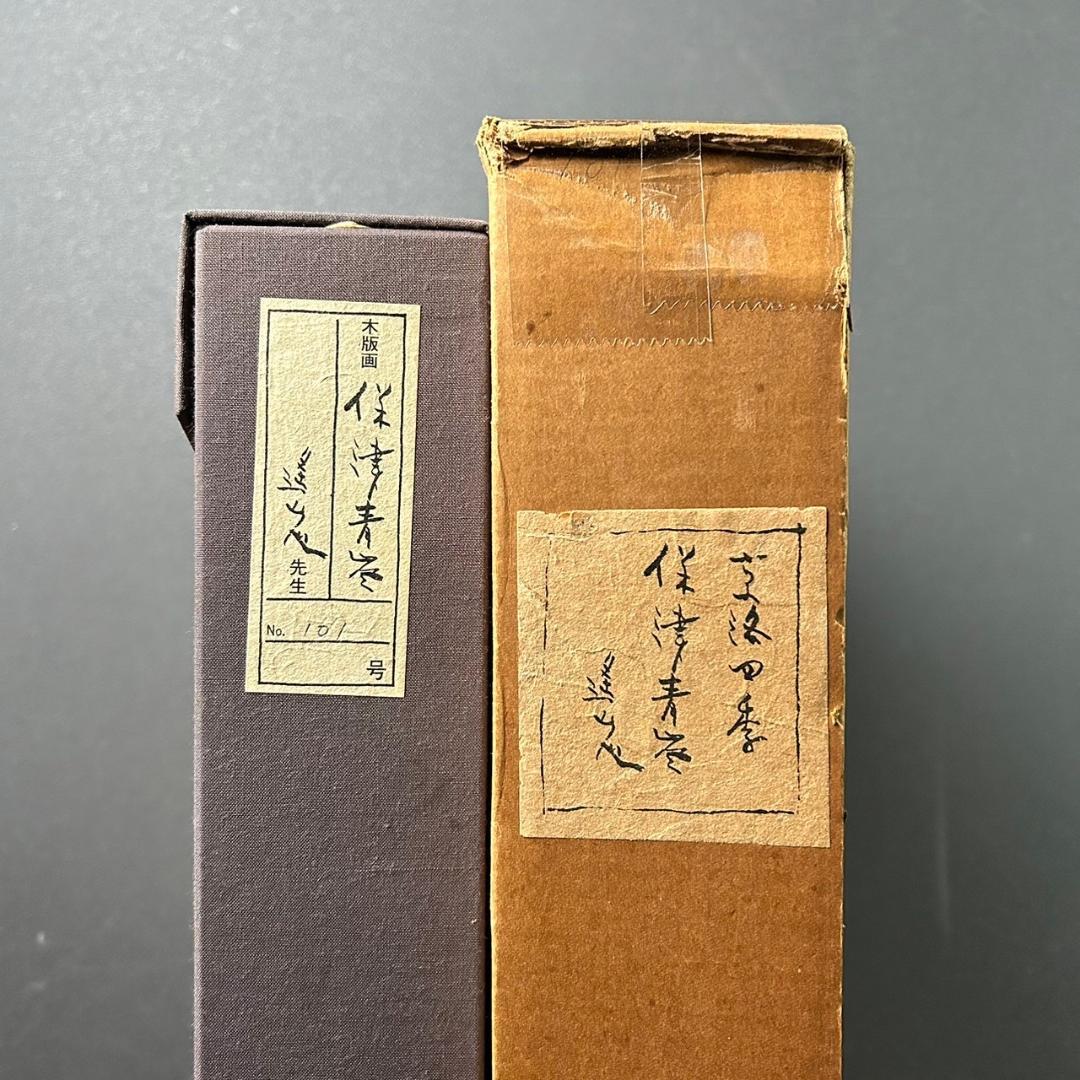 木版画
保津青嵐
先生
No. 101
号
京洛四季
保津青嵐